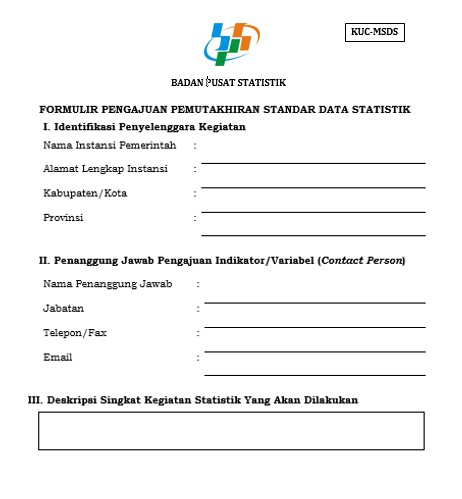 KUC-MSDS
BADAN PUSAT STATISTIK
FORMULIR PENGAJUAN PEMUTAKHIRAN STANDAR DATA STATISTIK
I. Identifikasi Penyelenggara Kegiatan
Nama Instansi Pemerintah :
Alamat Lengkap Instansi :
Kabupaten/Kota :
Provinsi :
II. Penanggung Jawab Pengajuan Indikator/Variabel (Contact Person)
Nama Penanggung Jawab :
Jabatan :
Telepon/Fax :
Email :
III. Deskripsi Singkat Kegiatan Statistik Yang Akan Dilakukan